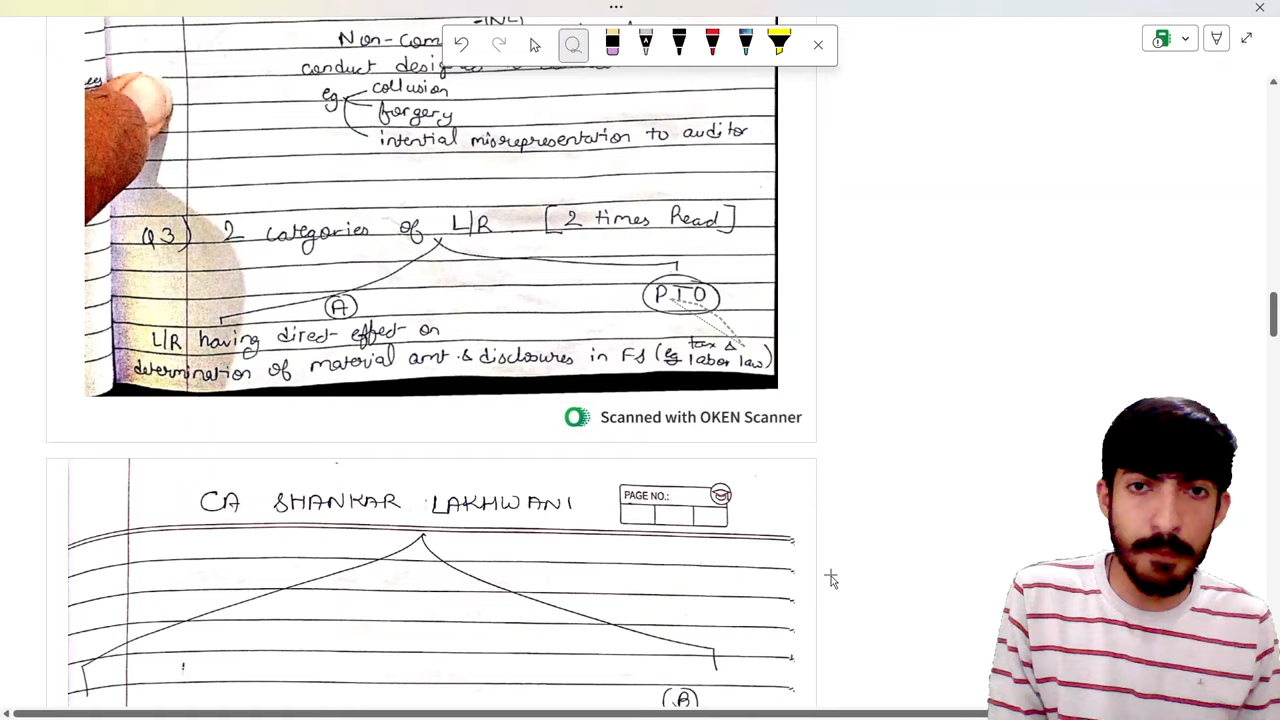 Non-Com
conduct desig
eg collusion
forgery
intential misrepresentation to auditor
Q3) 2 categories of L/R [2 times Read]
A
PTO
L/R having direct effect on
determination of material amt & disclosures in FS (eg tax & labor law)
Scanned with OKEN Scanner
CA SHANKAR LAKHWANI
PAGE NO.:
(B)